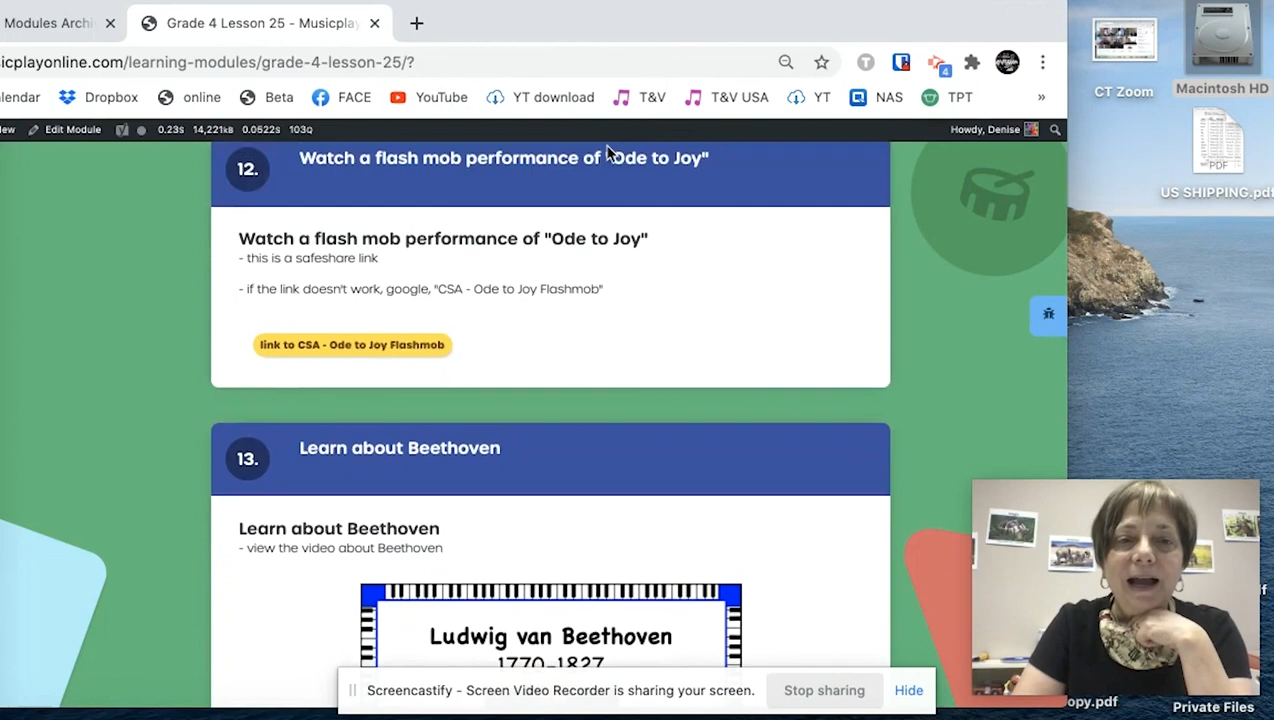 Modules Archi
Grade 4 Lesson 25 - Musicplay
icplayonline.com/learning-modules/grade-4-lesson-25/?
4
T
lendar
Dropbox
online
Beta
FACE
YouTube
YT download
T&V
T&V USA
YT
NAS
TPT
»
ew
Edit Module
0.23s
14,221kB
0.0522s
103Q
Howdy, Denise
12.
Watch a flash mob performance of "Ode to Joy"
Watch a flash mob performance of "Ode to Joy"
- this is a safeshare link
- if the link doesn't work, google, "CSA - Ode to Joy Flashmob"
link to CSA - Ode to Joy Flashmob
13.
Learn about Beethoven
Learn about Beethoven
- view the video about Beethoven
Ludwig van Beethoven
1770-1827
Screencastify - Screen Video Recorder is sharing your screen.
Stop sharing
Hide
CT Zoom
Macintosh HD
PDF
US SHIPPING.pdf
opy.pdf
Private Files